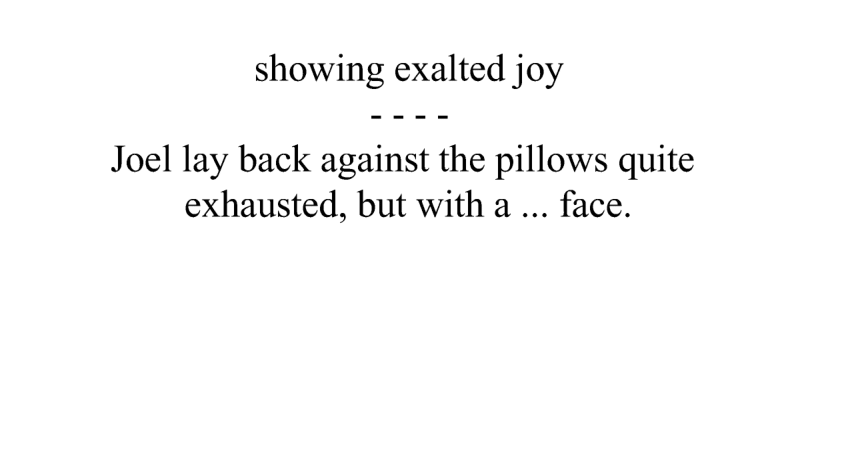 showing exalted joy
- - - -
Joel lay back against the pillows quite
exhausted, but with a ... face.